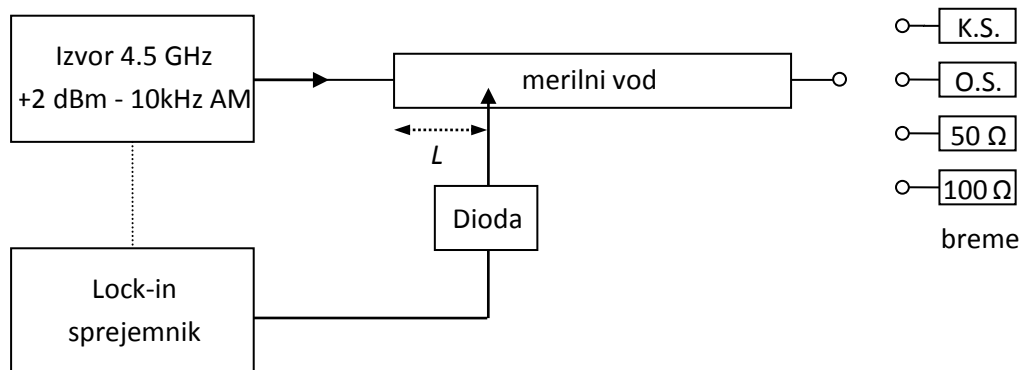 Izvor 4.5 GHz
+2 dBm - 10kHz AM
merilni vod
L
Dioda
Lock-in
sprejemnik
K.S.
O.S.
50 Ω
100 Ω
breme